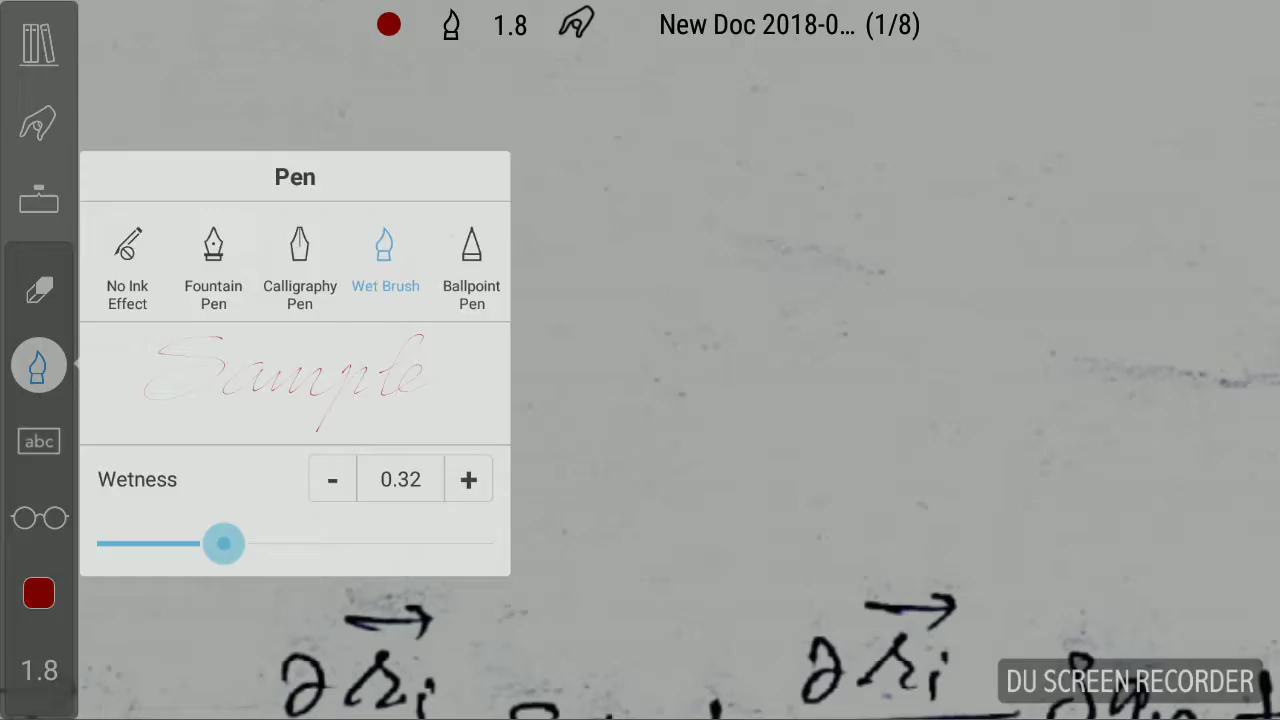 1.8 New Doc 2018-0... (1/8)
Pen
No Ink Effect
Fountain Pen
Calligraphy Pen
Wet Brush
Ballpoint Pen
Sample
Wetness - 0.32 +
abc
1.8
∂r⃗ᵢ ∂r⃗ᵢ
DU SCREEN RECORDER